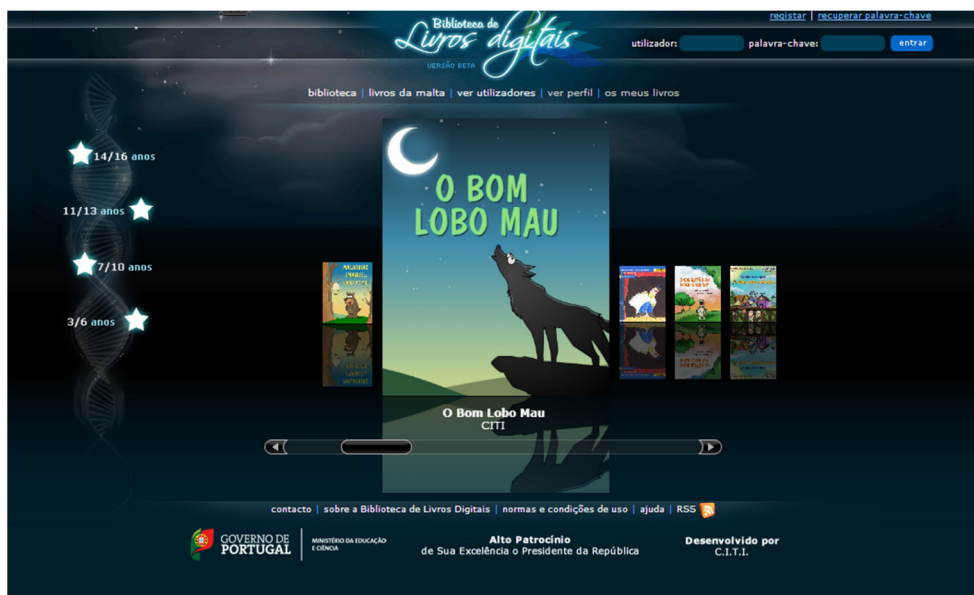 registar | recuperar palavra-chave
Biblioteca de
Livros digitais
VERSÃO BETA
utilizador:
palavra-chave:
entrar
biblioteca | livros da malta | ver utilizadores | ver perfil | os meus livros
14/16 anos
11/13 anos
7/10 anos
3/6 anos
O BOM
LOBO MAU
O Bom Lobo Mau
CITI
contacto | sobre a Biblioteca de Livros Digitais | normas e condições de uso | ajuda | RSS
GOVERNO DE
PORTUGAL
MINISTÉRIO DA EDUCAÇÃO
E CIÊNCIA
Alto Patrocínio
de Sua Excelência o Presidente da República
Desenvolvido por
C.I.T.I.